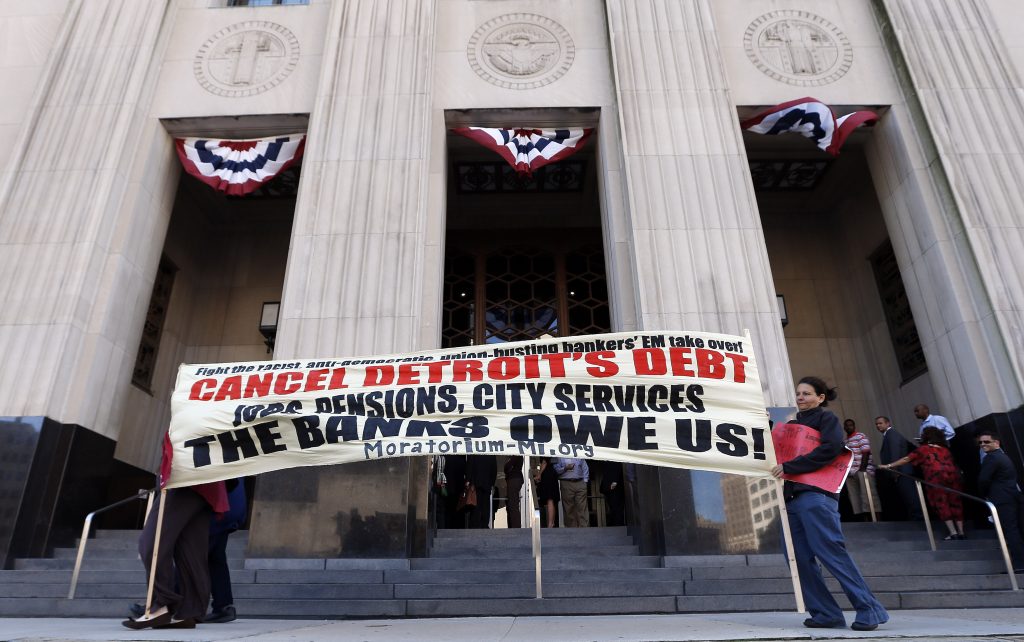 Fight the racist, anti-democratic, union-busting bankers' EM take over!
CANCEL DETROIT'S DEBT
JOBS, PENSIONS, CITY SERVICES
THE BANKS OWE US!
Moratorium-MI.org